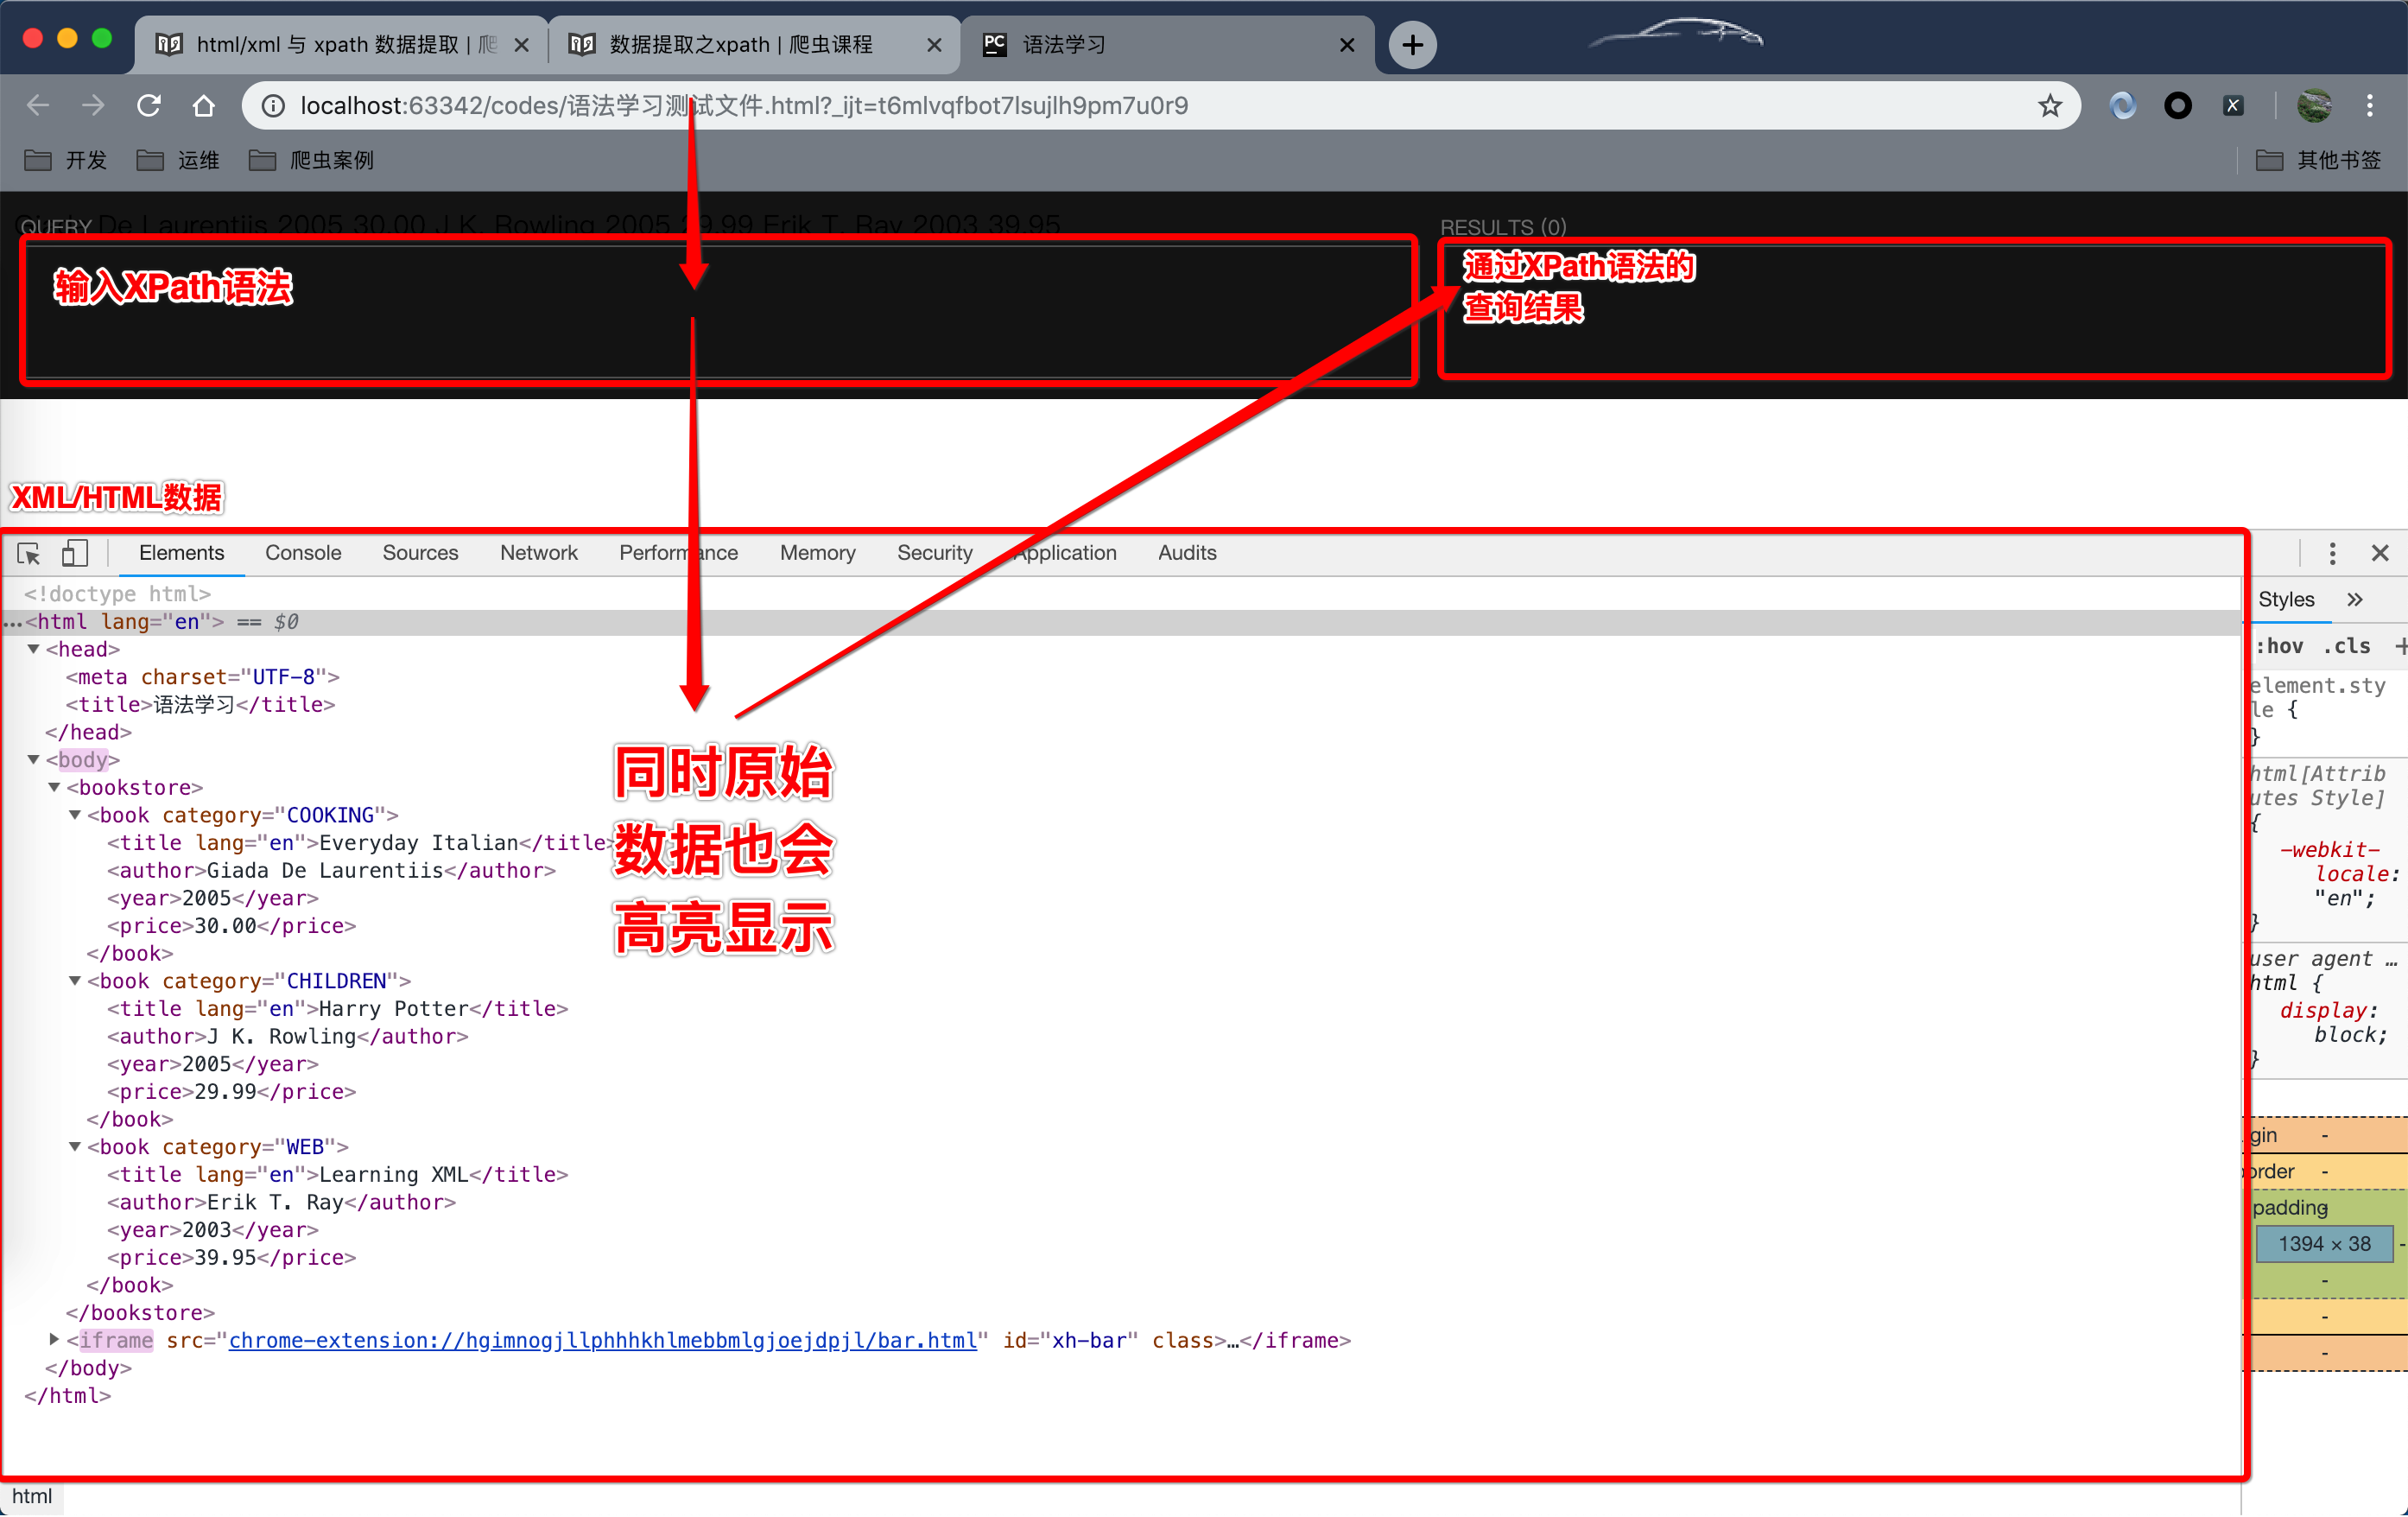 html/xml 与 xpath 数据提取 | 爬
数据提取之xpath | 爬虫课程
PC 语法学习
localhost:63342/codes/语法学习测试文件.html?_ijt=t6mlvqfbot7lsujlh9pm7u0r9
开发
运维
爬虫案例
其他书签
De Laurentiis 2005 30.00 J K. Rowling 2005 29.99 Erik T. Ray 2003 39.95
QUERY
RESULTS (0)
输入XPath语法
通过XPath语法的
查询结果
XML/HTML数据
Elements Console Sources Network Performance Memory Security Application Audits
<!doctype html>
…<html lang="en"> == $0
<head>
<meta charset="UTF-8">
<title>语法学习</title>
</head>
<body>
<bookstore>
<book category="COOKING">
<title lang="en">Everyday Italian</title>
<author>Giada De Laurentiis</author>
<year>2005</year>
<price>30.00</price>
</book>
<book category="CHILDREN">
<title lang="en">Harry Potter</title>
<author>J K. Rowling</author>
<year>2005</year>
<price>29.99</price>
</book>
<book category="WEB">
<title lang="en">Learning XML</title>
<author>Erik T. Ray</author>
<year>2003</year>
<price>39.95</price>
</book>
</bookstore>
<iframe src="chrome-extension://hgimnogjllphhhkhlmebbmlgjoejdpjl/bar.html" id="xh-bar" class>…</iframe>
</body>
</html>
同时原始
数据也会
高亮显示
html
Styles »
:hov .cls +
element.sty
le {
}
html[Attrib
utes Style]
{
-webkit-
locale:
"en";
}
user agent …
html {
display:
block;
}
gin -
order -
padding -
1394 × 38 -
-
-
-